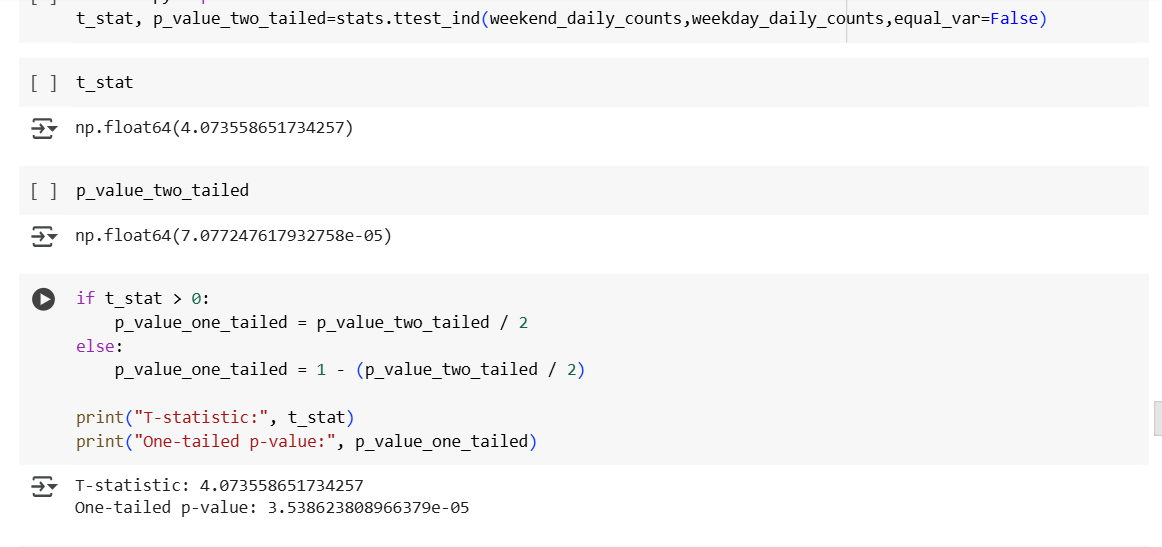 t_stat, p_value_two_tailed=stats.ttest_ind(weekend_daily_counts,weekday_daily_counts,equal_var=False)
[ ] t_stat
np.float64(4.073558651734257)
[ ] p_value_two_tailed
np.float64(7.077247617932758e-05)
if t_stat > 0:
    p_value_one_tailed = p_value_two_tailed / 2
else:
    p_value_one_tailed = 1 - (p_value_two_tailed / 2)
print("T-statistic:", t_stat)
print("One-tailed p-value:", p_value_one_tailed)
T-statistic: 4.073558651734257
One-tailed p-value: 3.538623808966379e-05